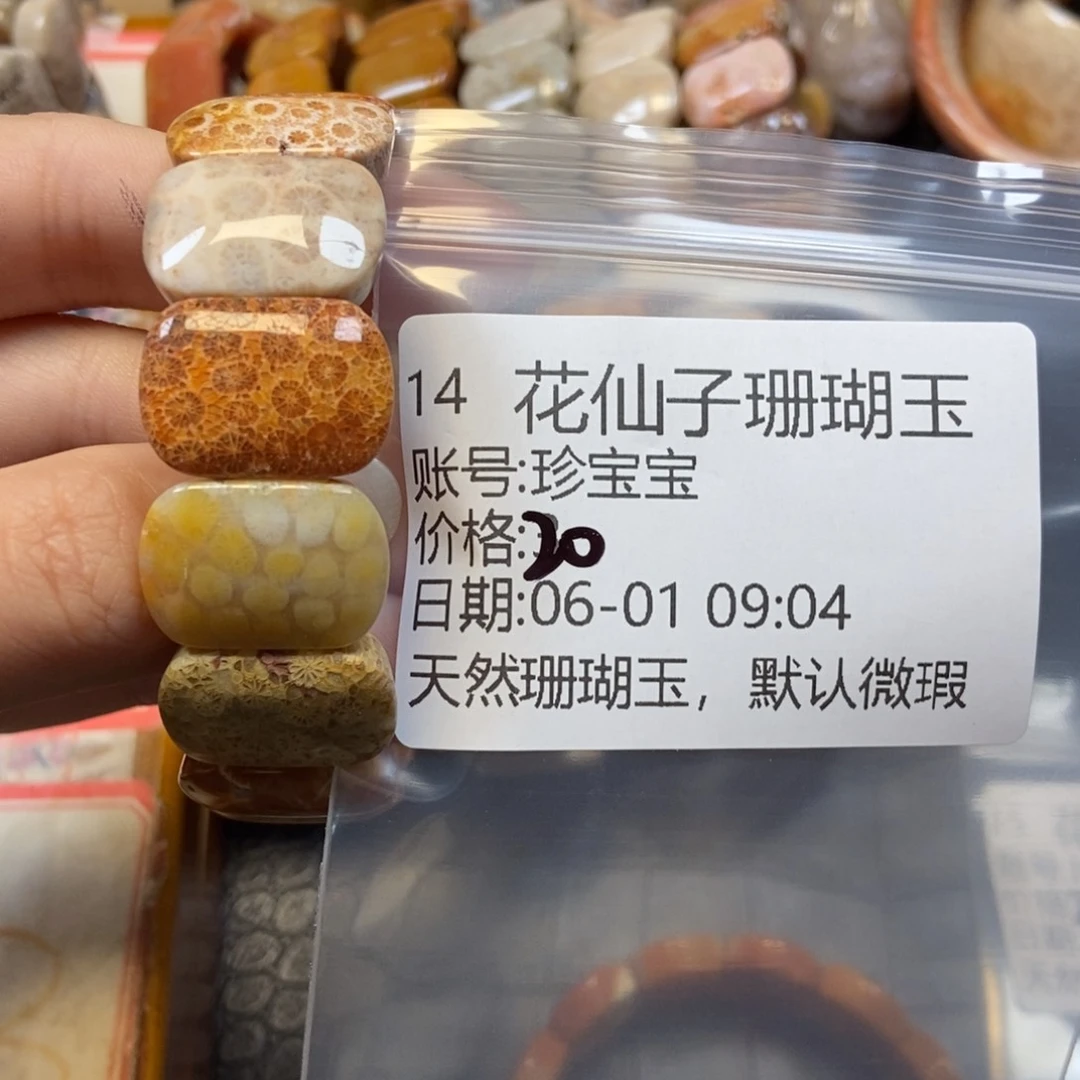 14 花仙子珊瑚玉
账号:珍宝宝
价格:20
日期:06-01 09:04
天然珊瑚玉，默认微瑕